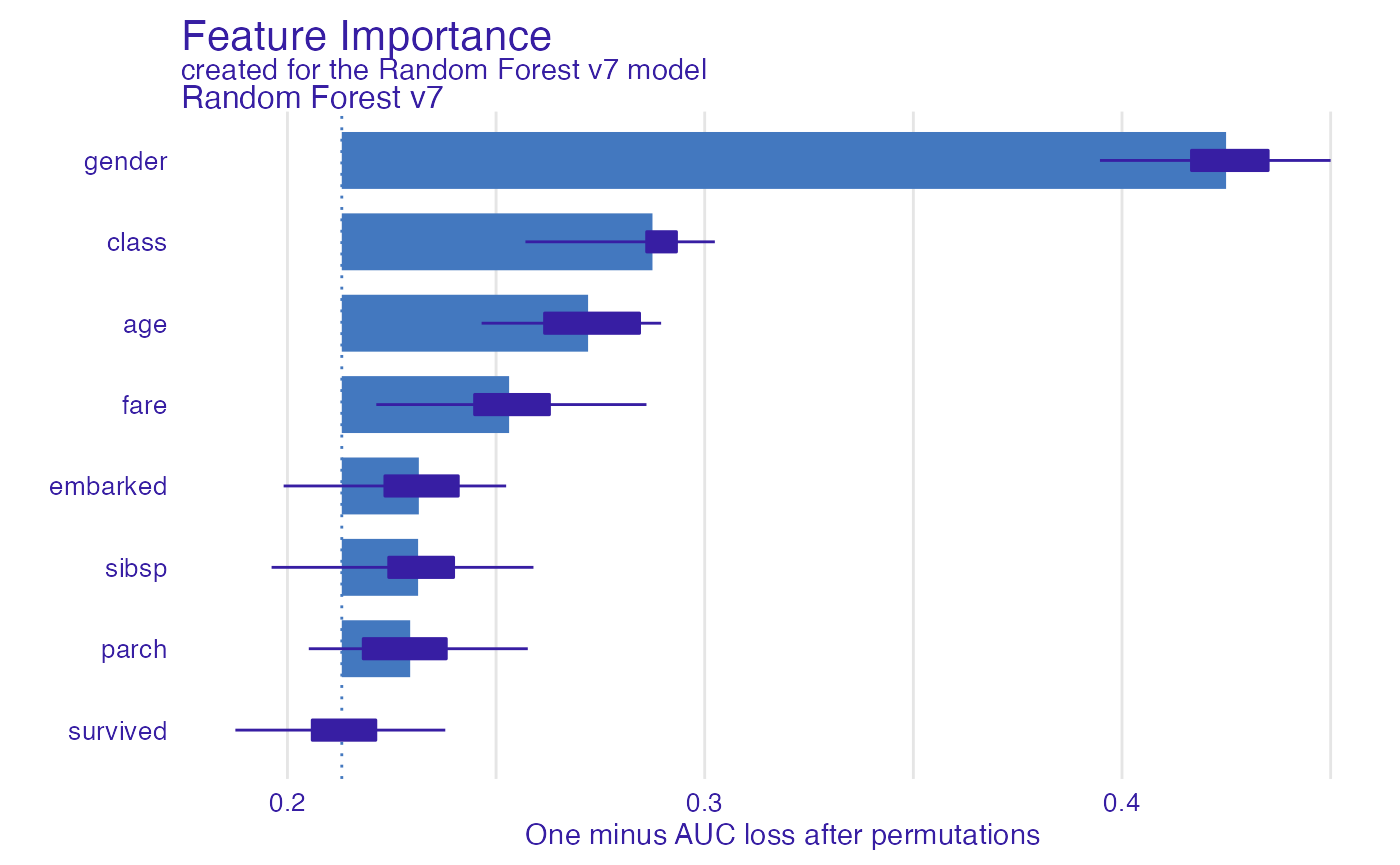 Feature Importance
created for the Random Forest v7 model
Random Forest v7
gender
class
age
fare
embarked
sibsp
parch
survived
0.2
0.3
0.4
One minus AUC loss after permutations